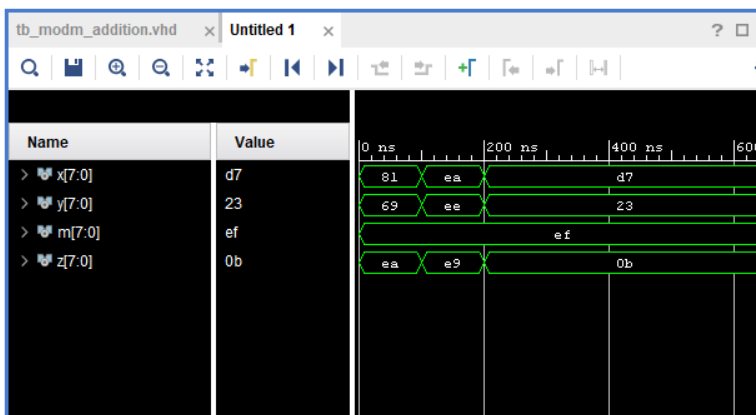 tb_modm_addition.vhd × Untitled 1 × ?
Name Value 0 ns 200 ns 400 ns 600
x[7:0] d7 81 ea d7
y[7:0] 23 69 ee 23
m[7:0] ef ef
z[7:0] 0b ea e9 0b